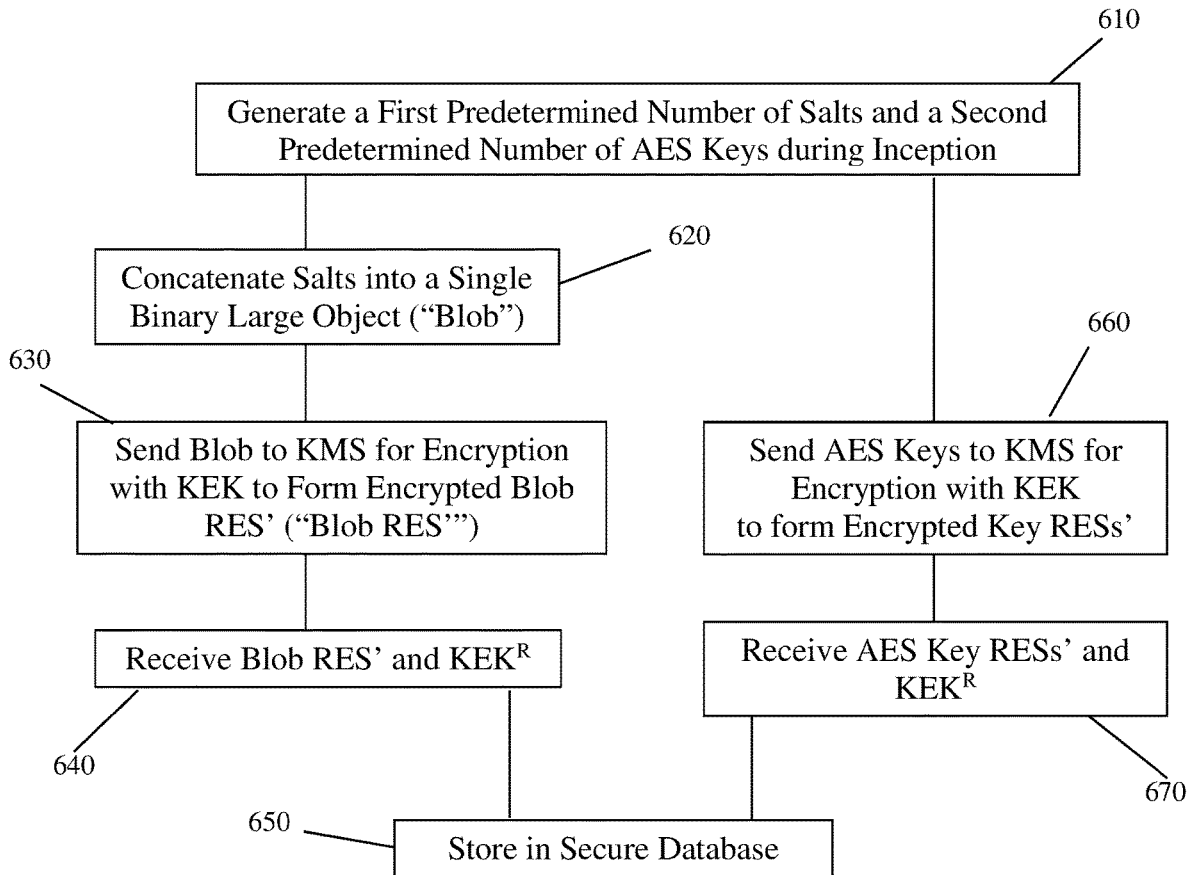 610
Generate a First Predetermined Number of Salts and a Second
Predetermined Number of AES Keys during Inception
620
Concatenate Salts into a Single
Binary Large Object (“Blob”)
630
Send Blob to KMS for Encryption
with KEK to Form Encrypted Blob
RES’ (“Blob RES’”)
660
Send AES Keys to KMS for
Encryption with KEK
to form Encrypted Key RESs’
Receive Blob RES’ and KEK^R
640
Receive AES Key RESs’ and
KEK^R
670
650
Store in Secure Database